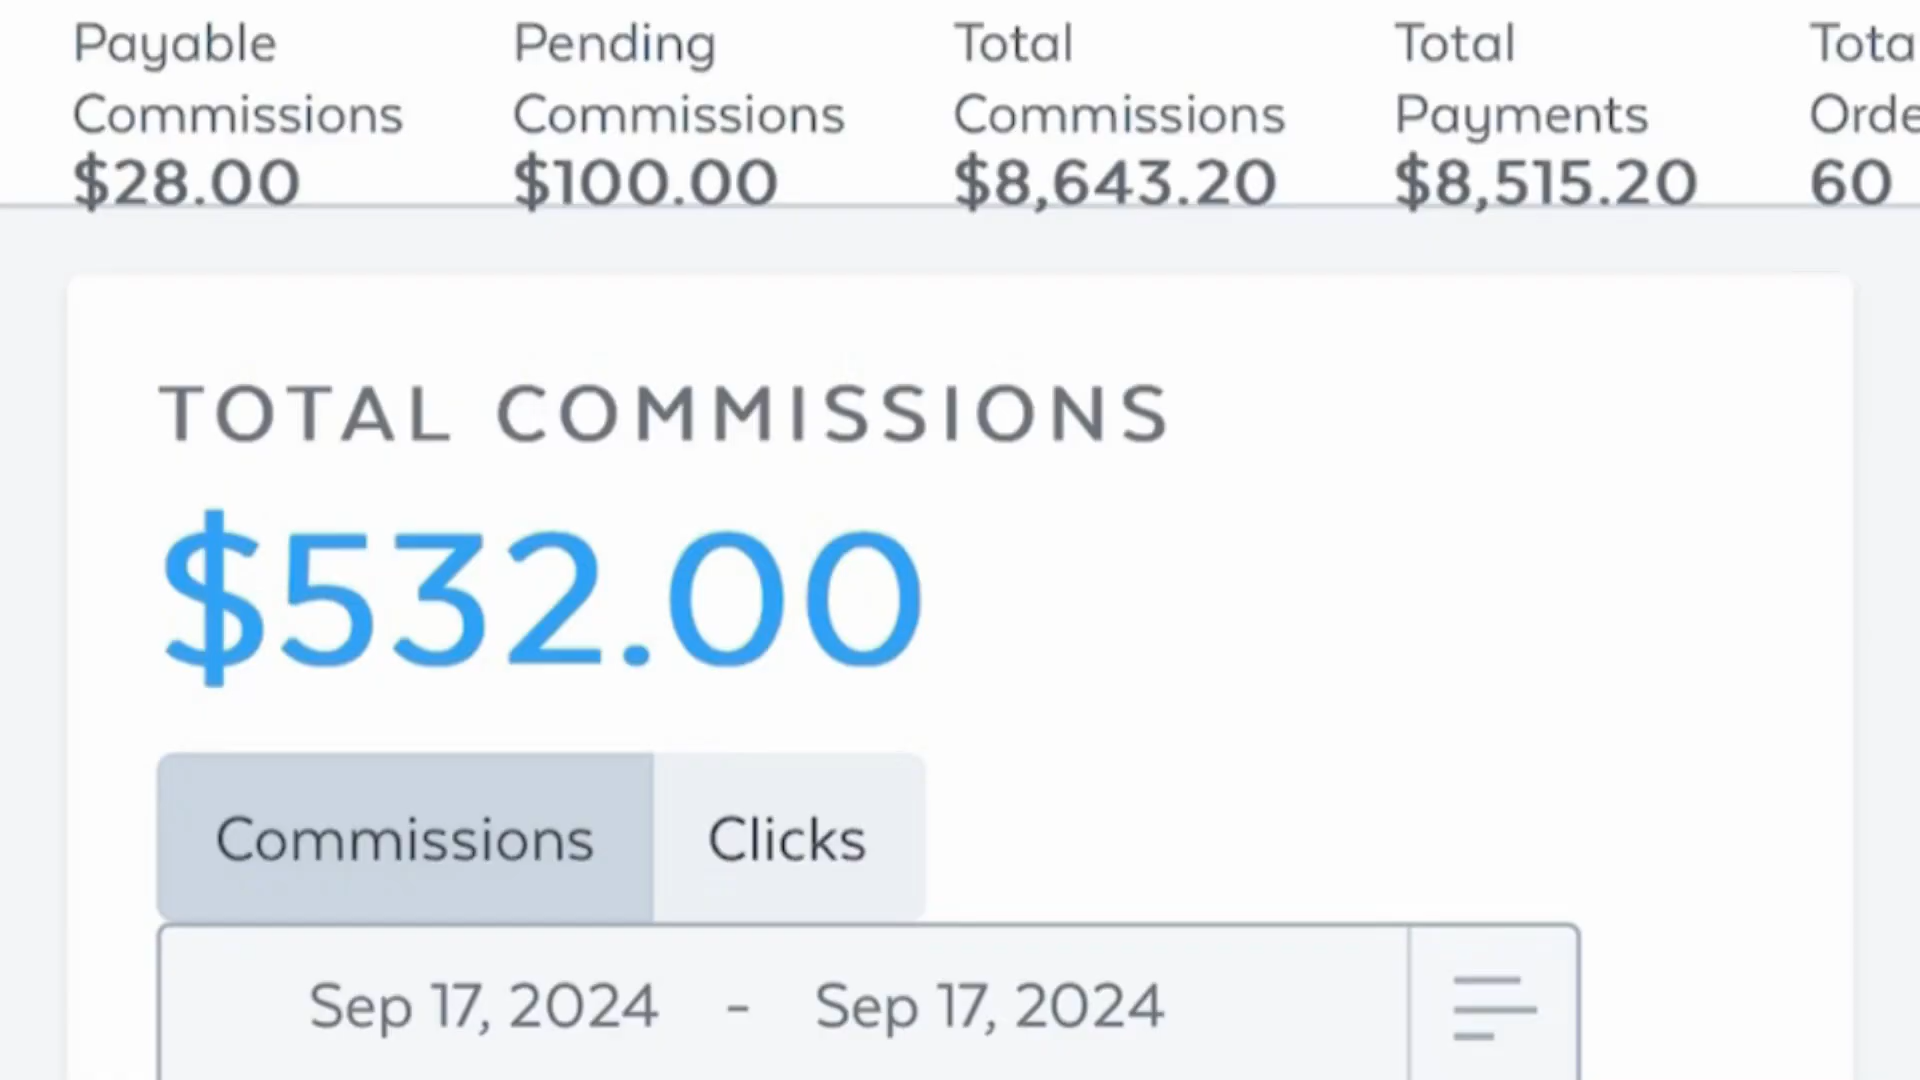 Payable Commissions $28.00
Pending Commissions $100.00
Total Commissions $8,643.20
Total Payments $8,515.20
60
TOTAL COMMISSIONS
$532.00
Commissions Clicks
Sep 17, 2024 - Sep 17, 2024